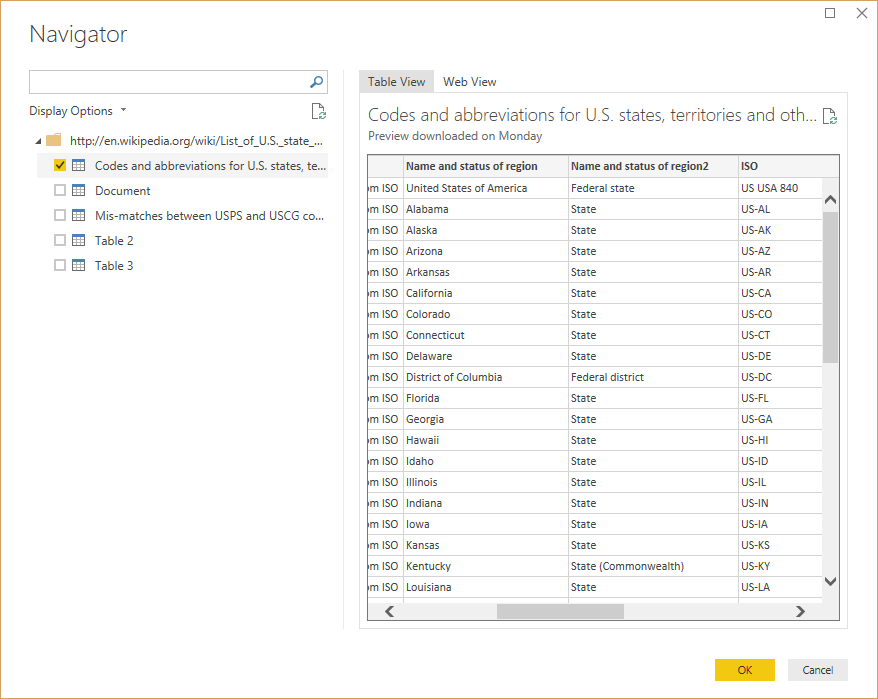 Navigator
Display Options
http://en.wikipedia.org/wiki/List_of_U.S._state_...
Codes and abbreviations for U.S. states, te...
Document
Mis-matches between USPS and USCG co...
Table 2
Table 3
Table View Web View
Codes and abbreviations for U.S. states, territories and oth...
Preview downloaded on Monday
Name and status of region Name and status of region2 ISO
om ISO United States of America Federal state US USA 840
om ISO Alabama State US-AL
om ISO Alaska State US-AK
om ISO Arizona State US-AZ
om ISO Arkansas State US-AR
om ISO California State US-CA
om ISO Colorado State US-CO
om ISO Connecticut State US-CT
om ISO Delaware State US-DE
om ISO District of Columbia Federal district US-DC
om ISO Florida State US-FL
om ISO Georgia State US-GA
om ISO Hawaii State US-HI
om ISO Idaho State US-ID
om ISO Illinois State US-IL
om ISO Indiana State US-IN
om ISO Iowa State US-IA
om ISO Kansas State US-KS
om ISO Kentucky State (Commonwealth) US-KY
om ISO Louisiana State US-LA
OK Cancel